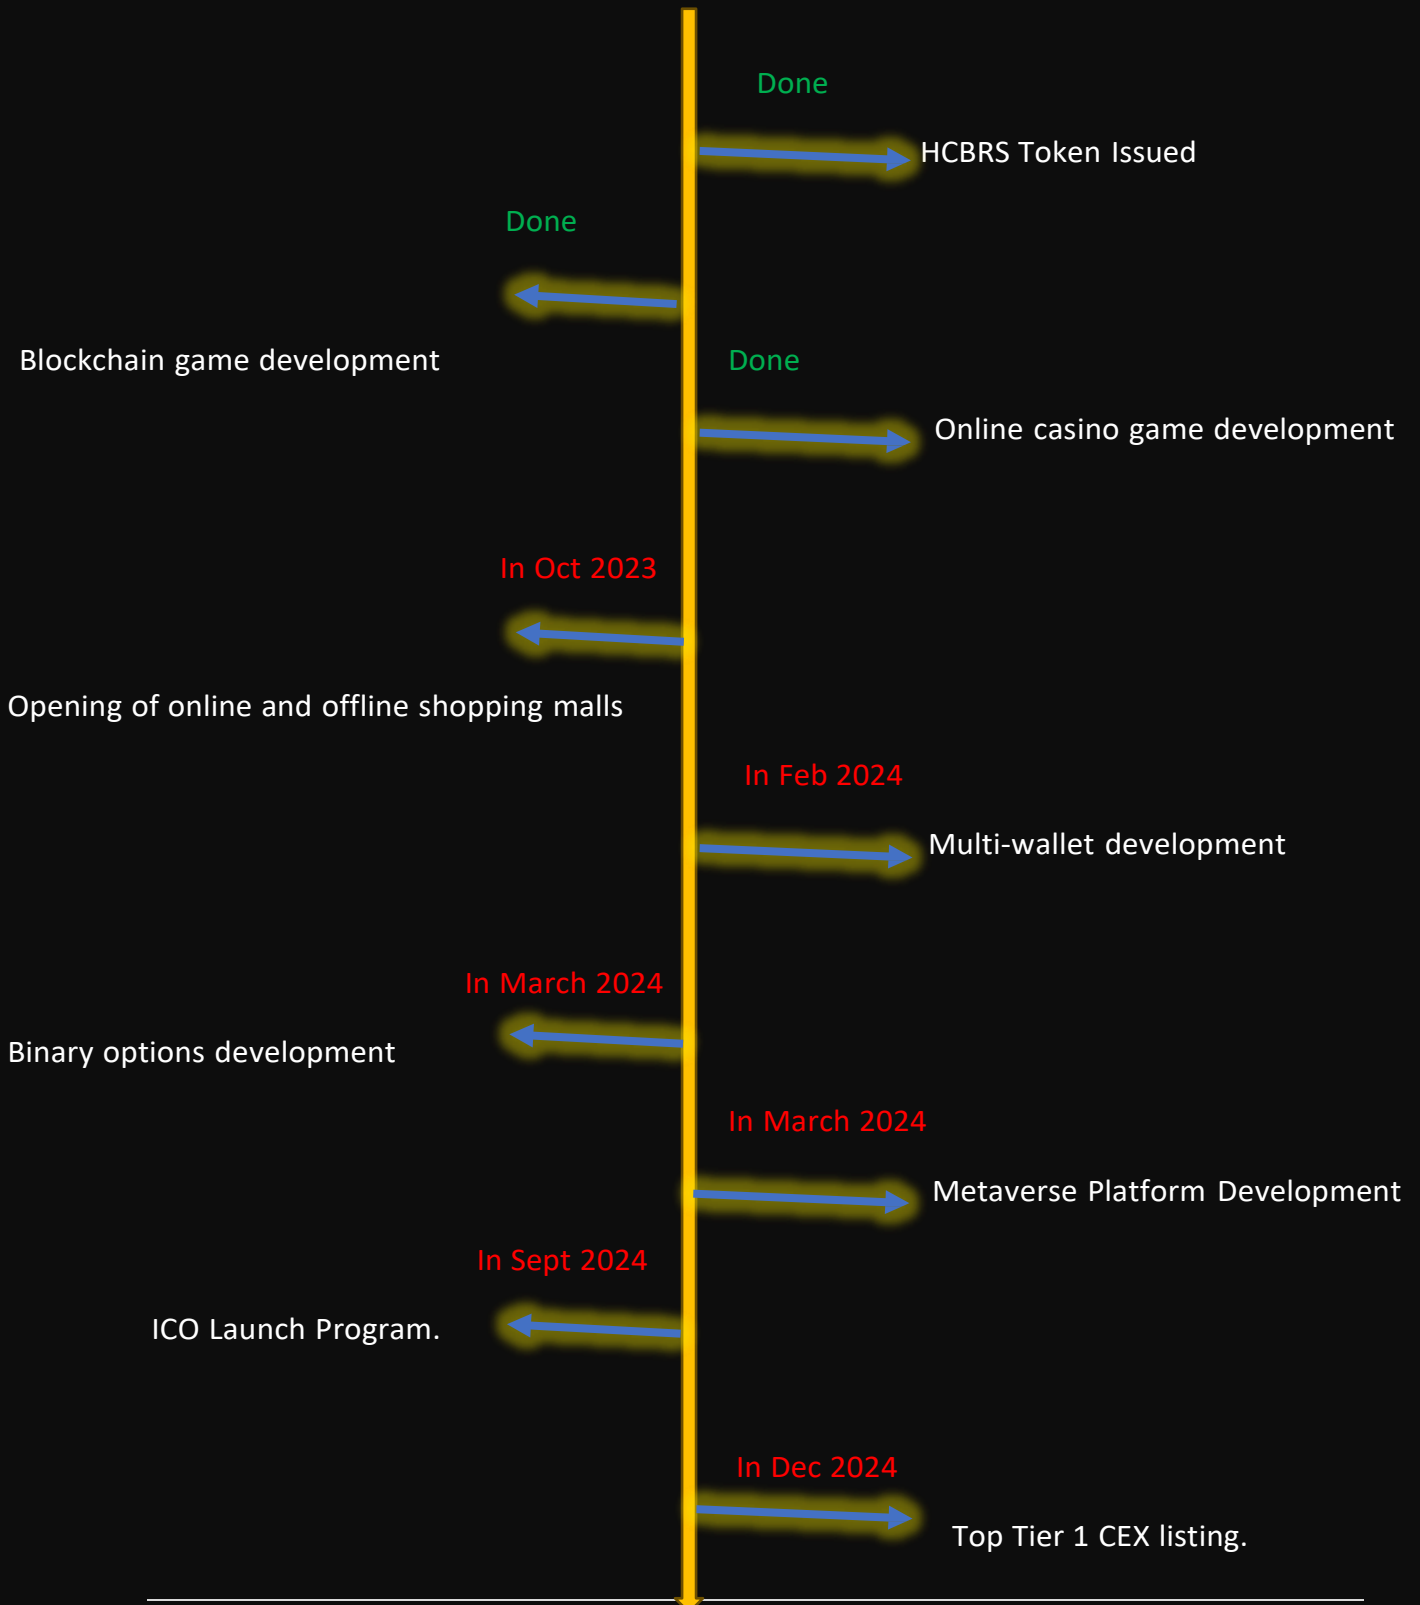 Done
HCBRS Token Issued
Done
Blockchain game development
Done
Online casino game development
In Oct 2023
Opening of online and offline shopping malls
In Feb 2024
Multi-wallet development
In March 2024
Binary options development
In March 2024
Metaverse Platform Development
In Sept 2024
ICO Launch Program.
In Dec 2024
Top Tier 1 CEX listing.